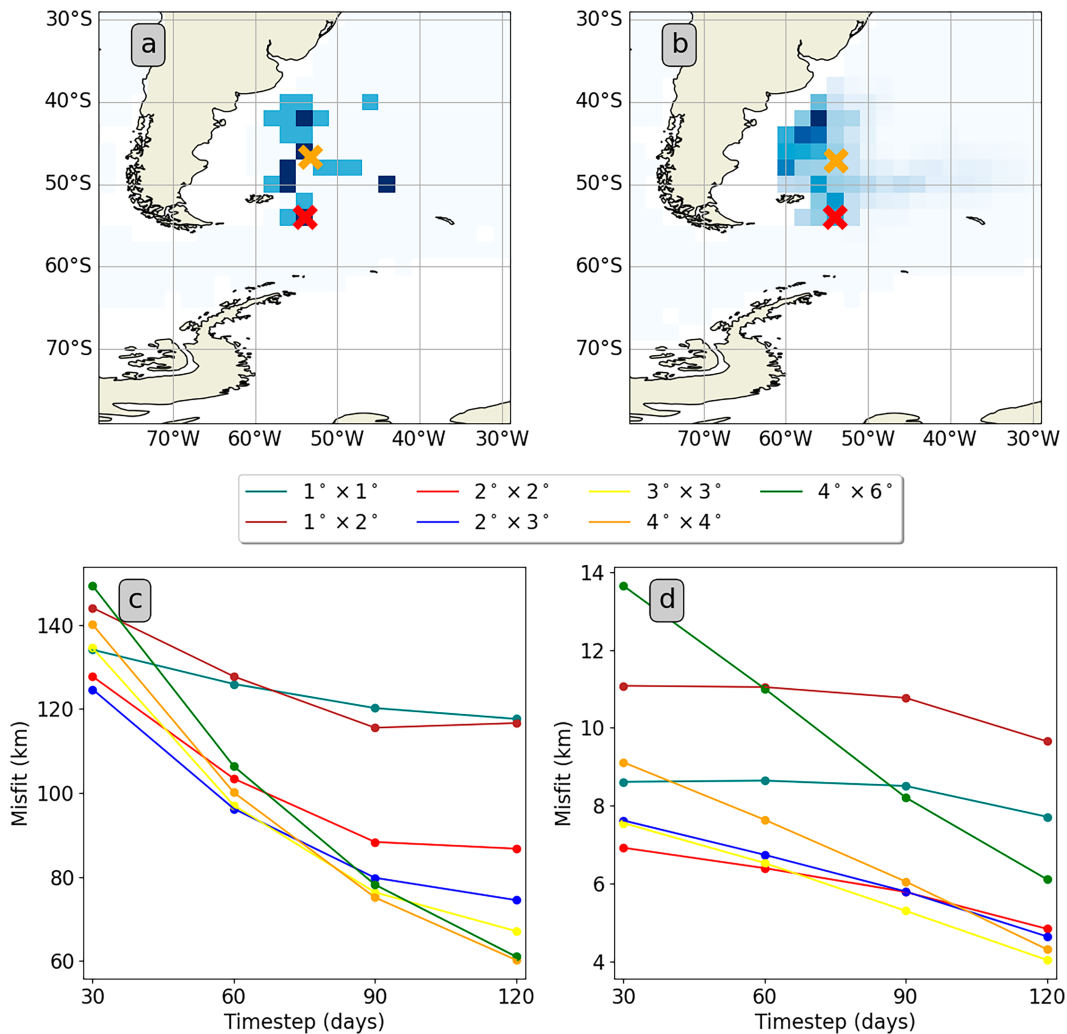 a
b
30°S
30°S
40°S
40°S
50°S
50°S
60°S
60°S
70°S
70°S
70°W 60°W 50°W 40°W 30°W
70°W 60°W 50°W 40°W 30°W
1° × 1° 2° × 2° 3° × 3° 4° × 6°
1° × 2° 2° × 3° 4° × 4°
c
Misfit (km)
140
120
100
80
60
30 60 90 120
Timestep (days)
d
Misfit (km)
14
12
10
8
6
4
30 60 90 120
Timestep (days)